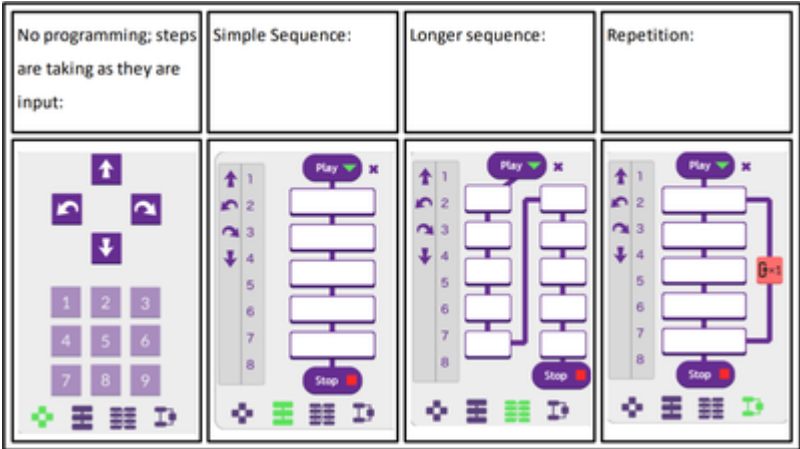 No programming; steps
are taking as they are
input:
Simple Sequence:
Longer sequence:
Repetition:
1 2 3
4 5 6
7 8 9
Play
1
2
3
4
5
6
7
8
Stop
Play
1
2
3
4
5
6
7
8
Stop
Play
1
2
3
4
5
6
7
8
Stop